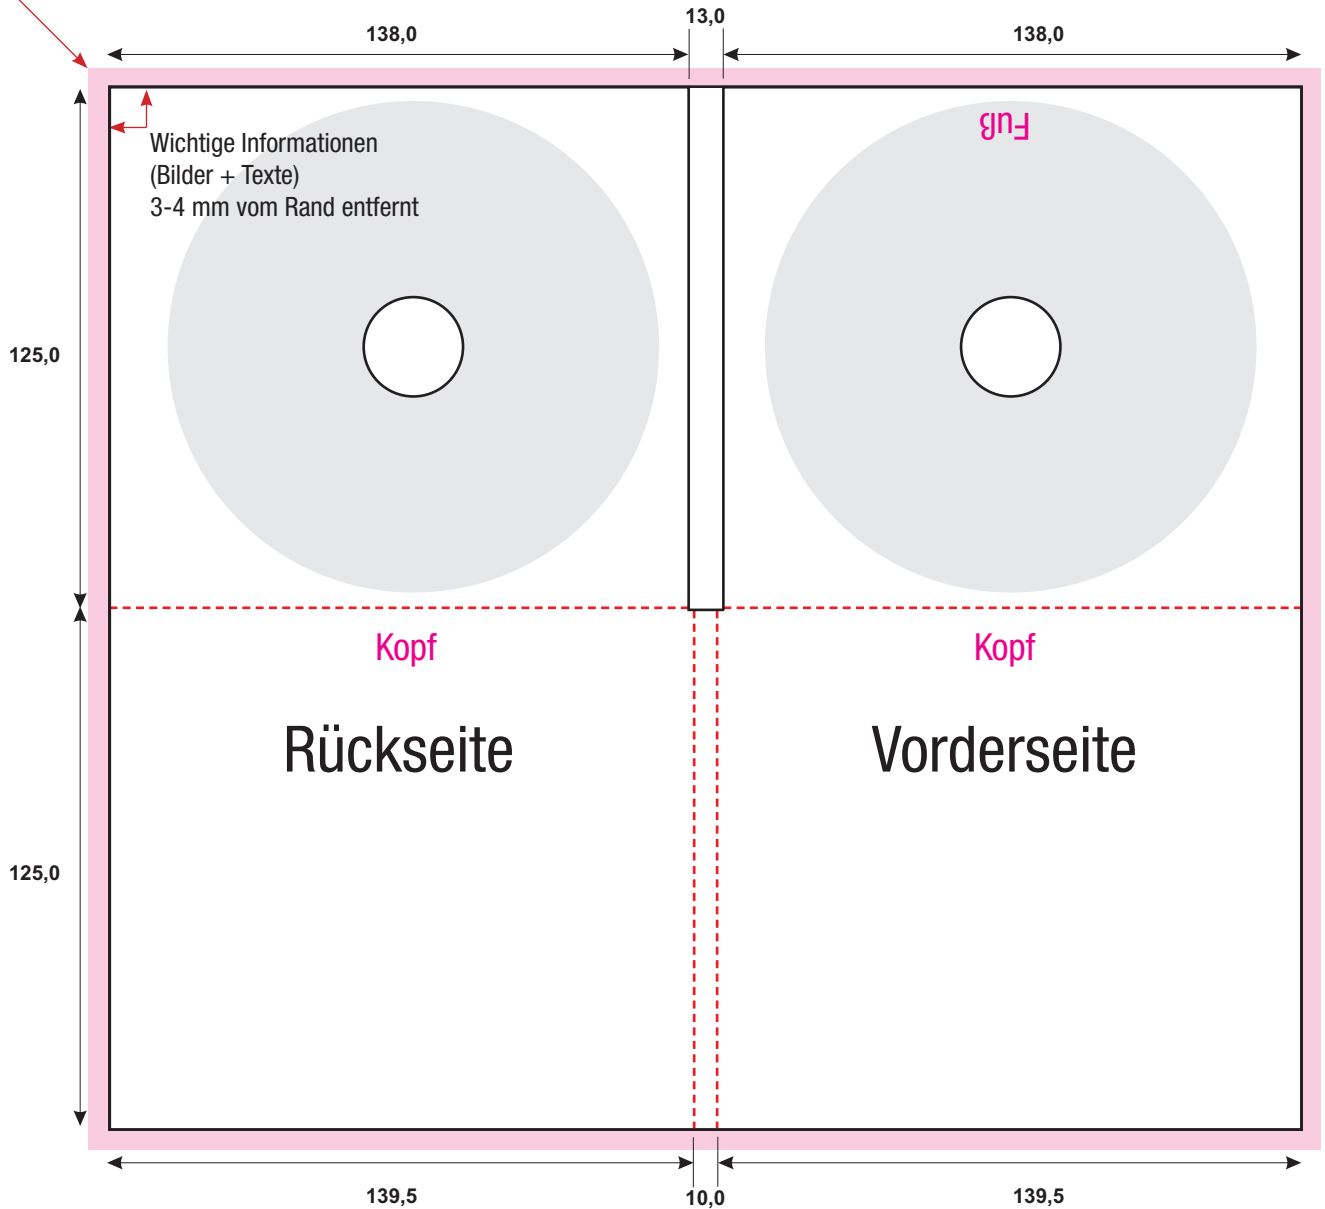 13,0
138,0
138,0
Fuß
Wichtige Informationen
(Bilder + Texte)
3-4 mm vom Rand entfernt
125,0
Kopf
Kopf
Rückseite
Vorderseite
125,0
139,5
10,0
139,5